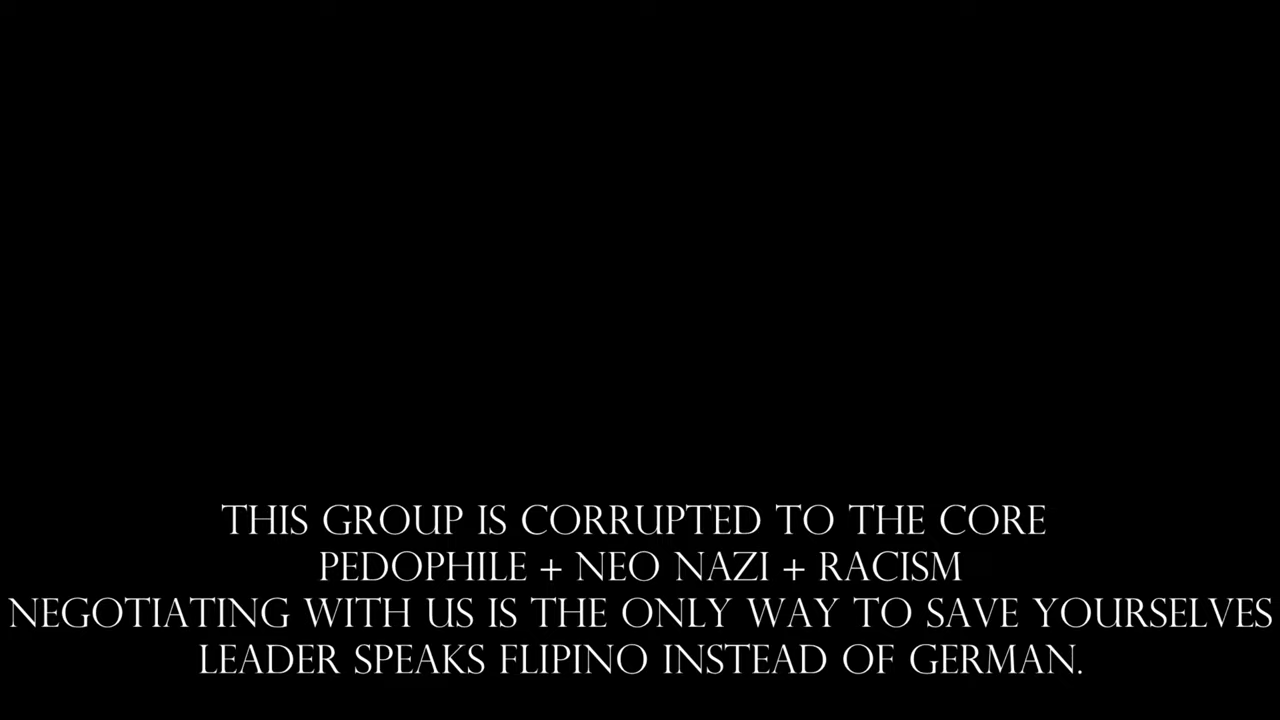 THIS GROUP IS CORRUPTED TO THE CORE
PEDOPHILE + NEO NAZI + RACISM
NEGOTIATING WITH US IS THE ONLY WAY TO SAVE YOURSELVES
LEADER SPEAKS FLIPINO INSTEAD OF GERMAN.